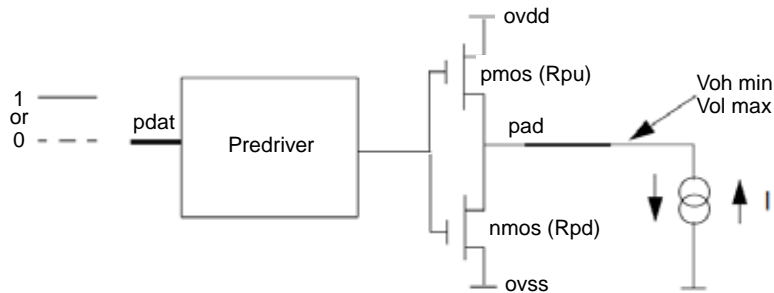 ovdd
pmos (Rpu)
Voh min
Vol max
1
or
0
pdat
Predriver
pad
I
nmos (Rpd)
ovss